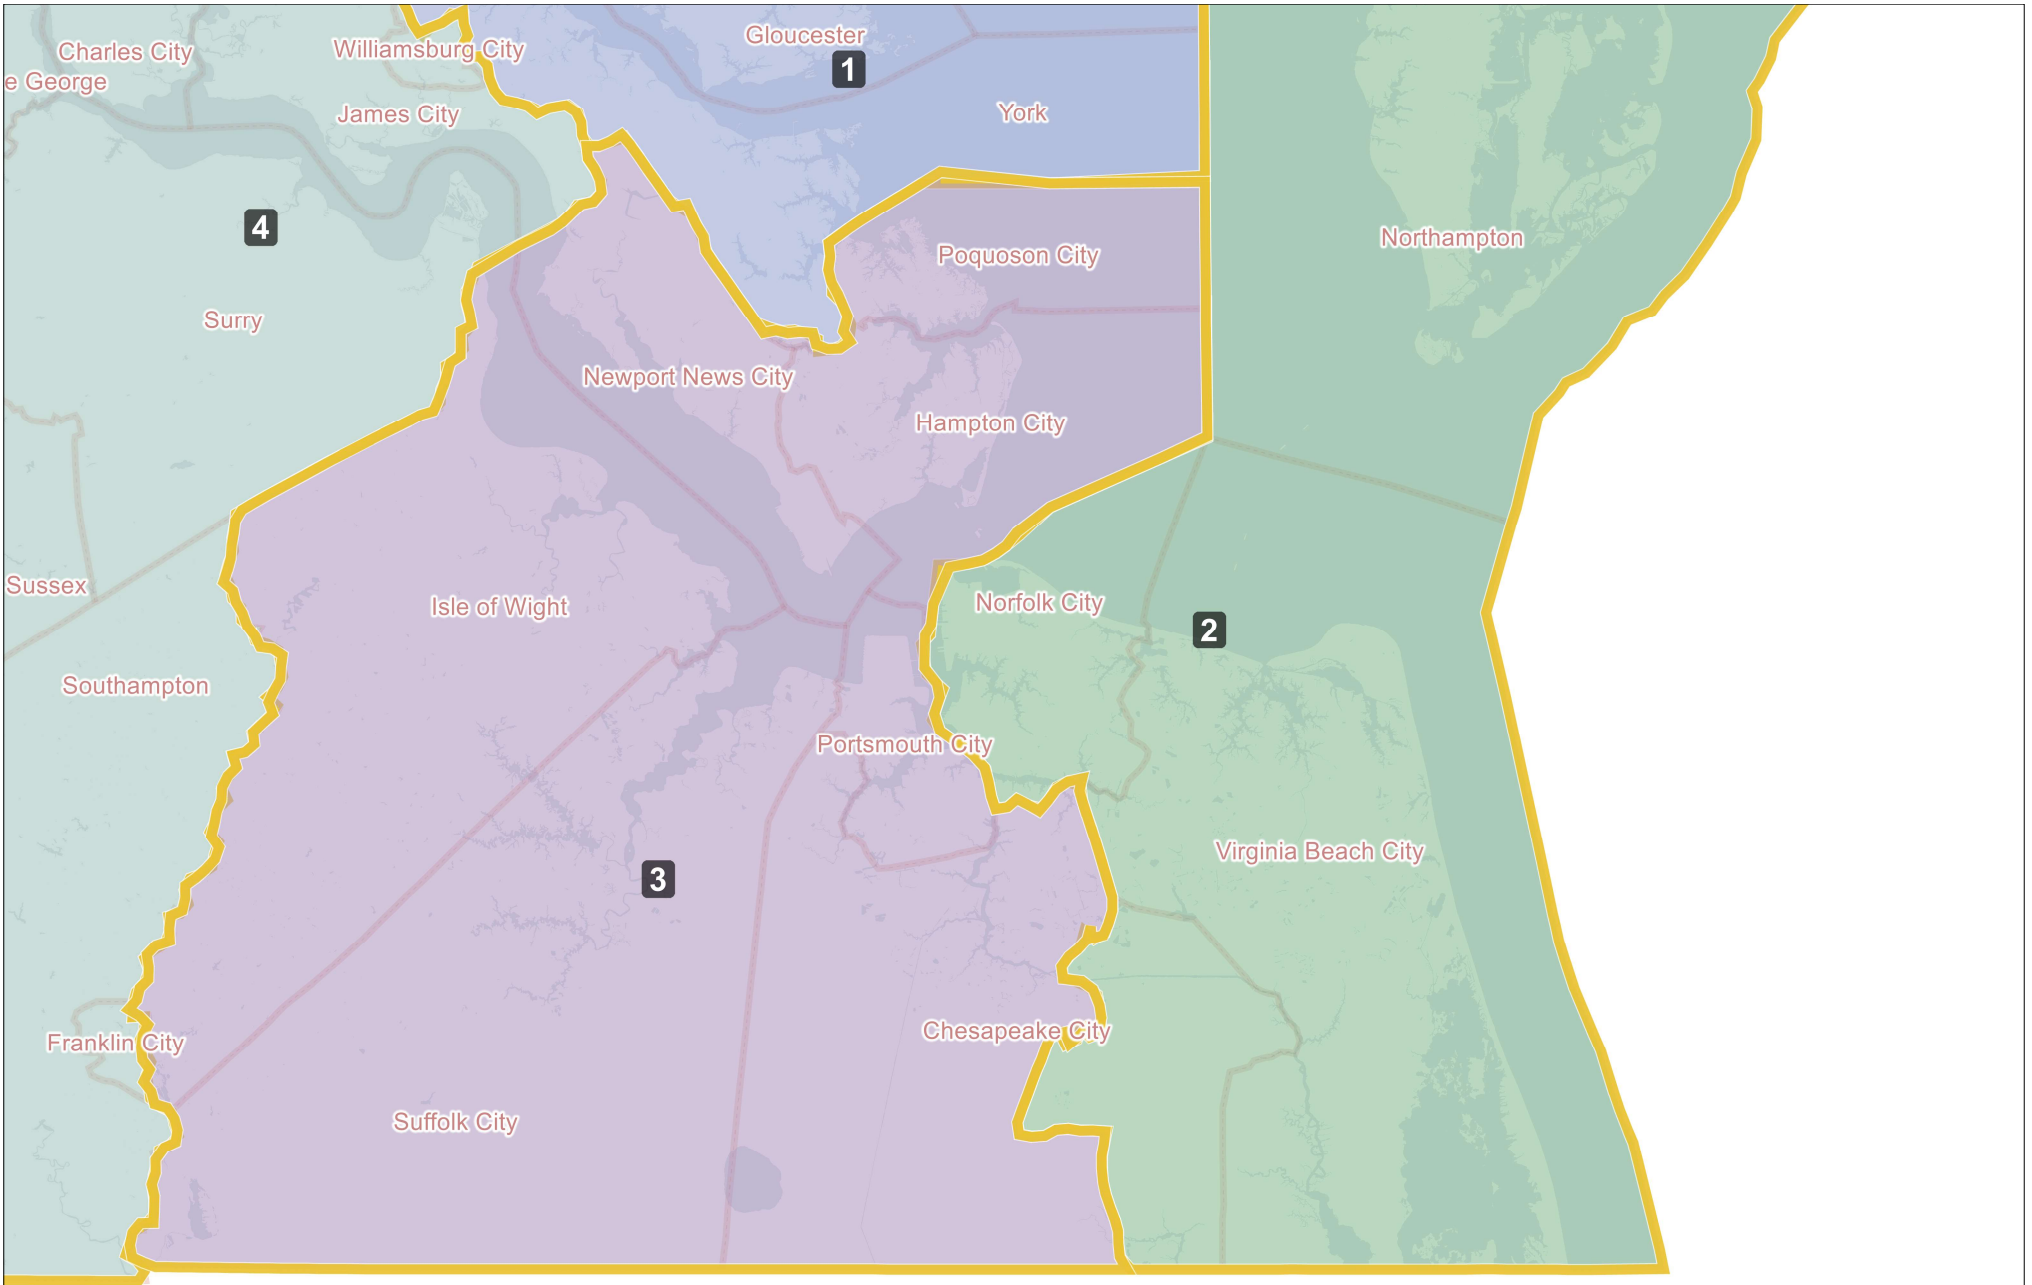 Charles City
Williamsburg City
Gloucester
1
e George
James City
York
4
Northampton
Poquoson City
Surry
Newport News City
Hampton City
Sussex
Isle of Wight
Norfolk City
2
Southampton
Portsmouth City
Virginia Beach City
3
Franklin City
Chesapeake City
Suffolk City